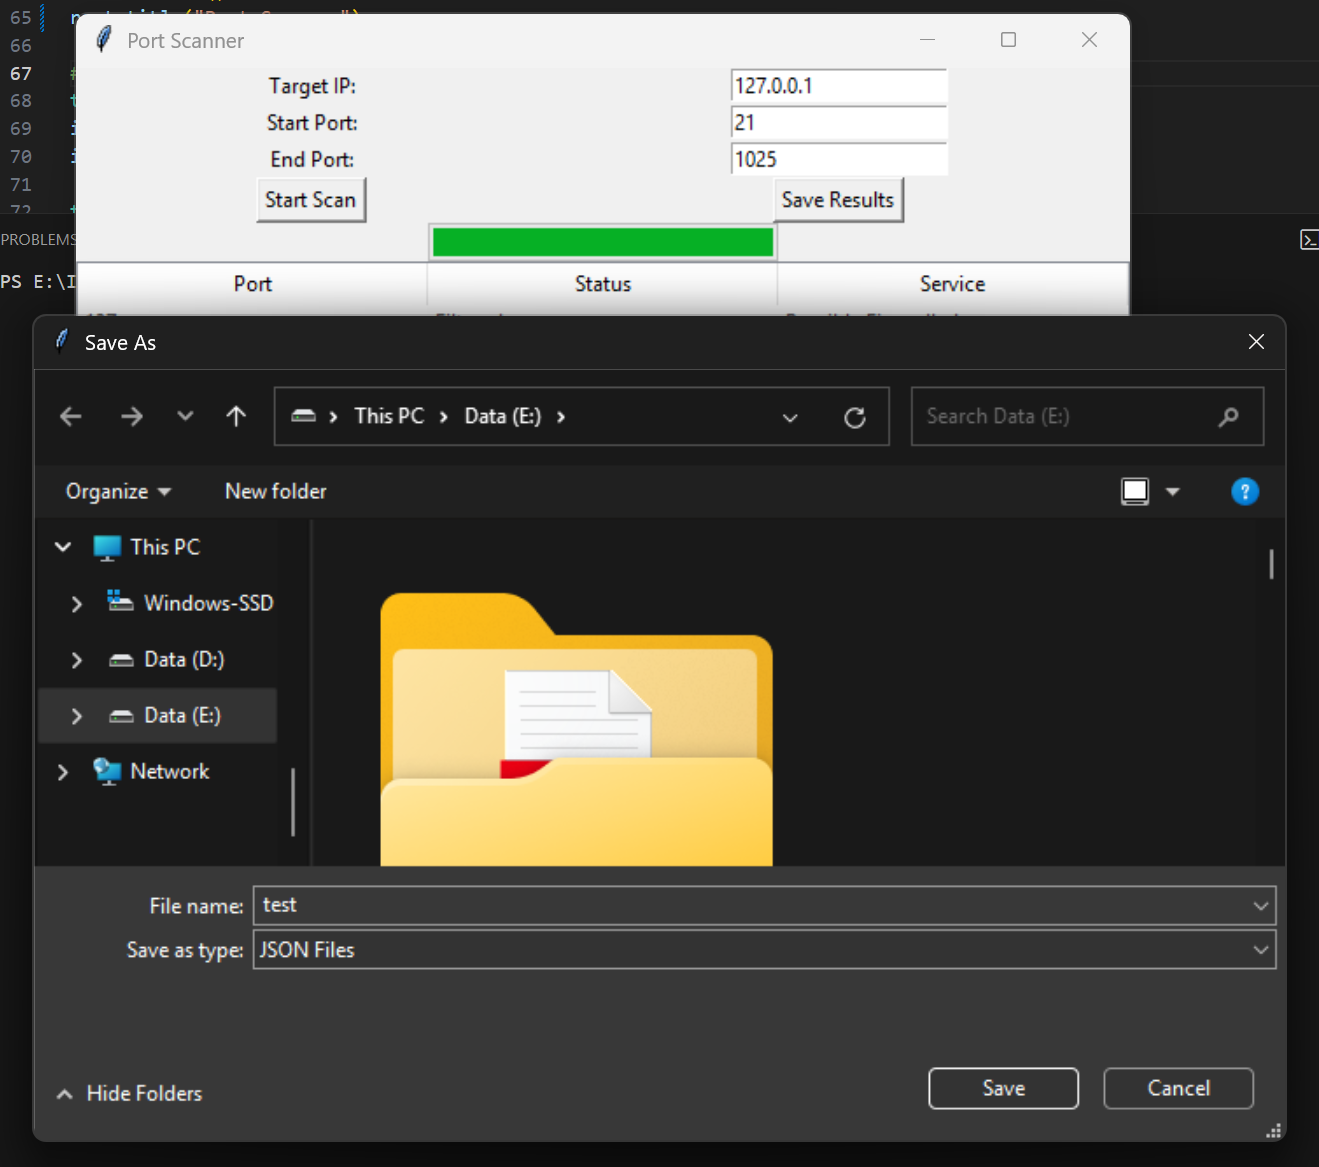 65
Port Scanner
66
67 #
Target IP: 127.0.0.1
68
Start Port: 21
69
End Port: 1025
70
71
Start Scan Save Results
72
PROBLEMS
PS E:\I
Port Status Service
Save As
This PC Data (E:)
Search Data (E:)
Organize New folder
?
This PC
Windows-SSD
Data (D:)
Data (E:)
Network
File name: test
Save as type: JSON Files
Hide Folders
Save Cancel